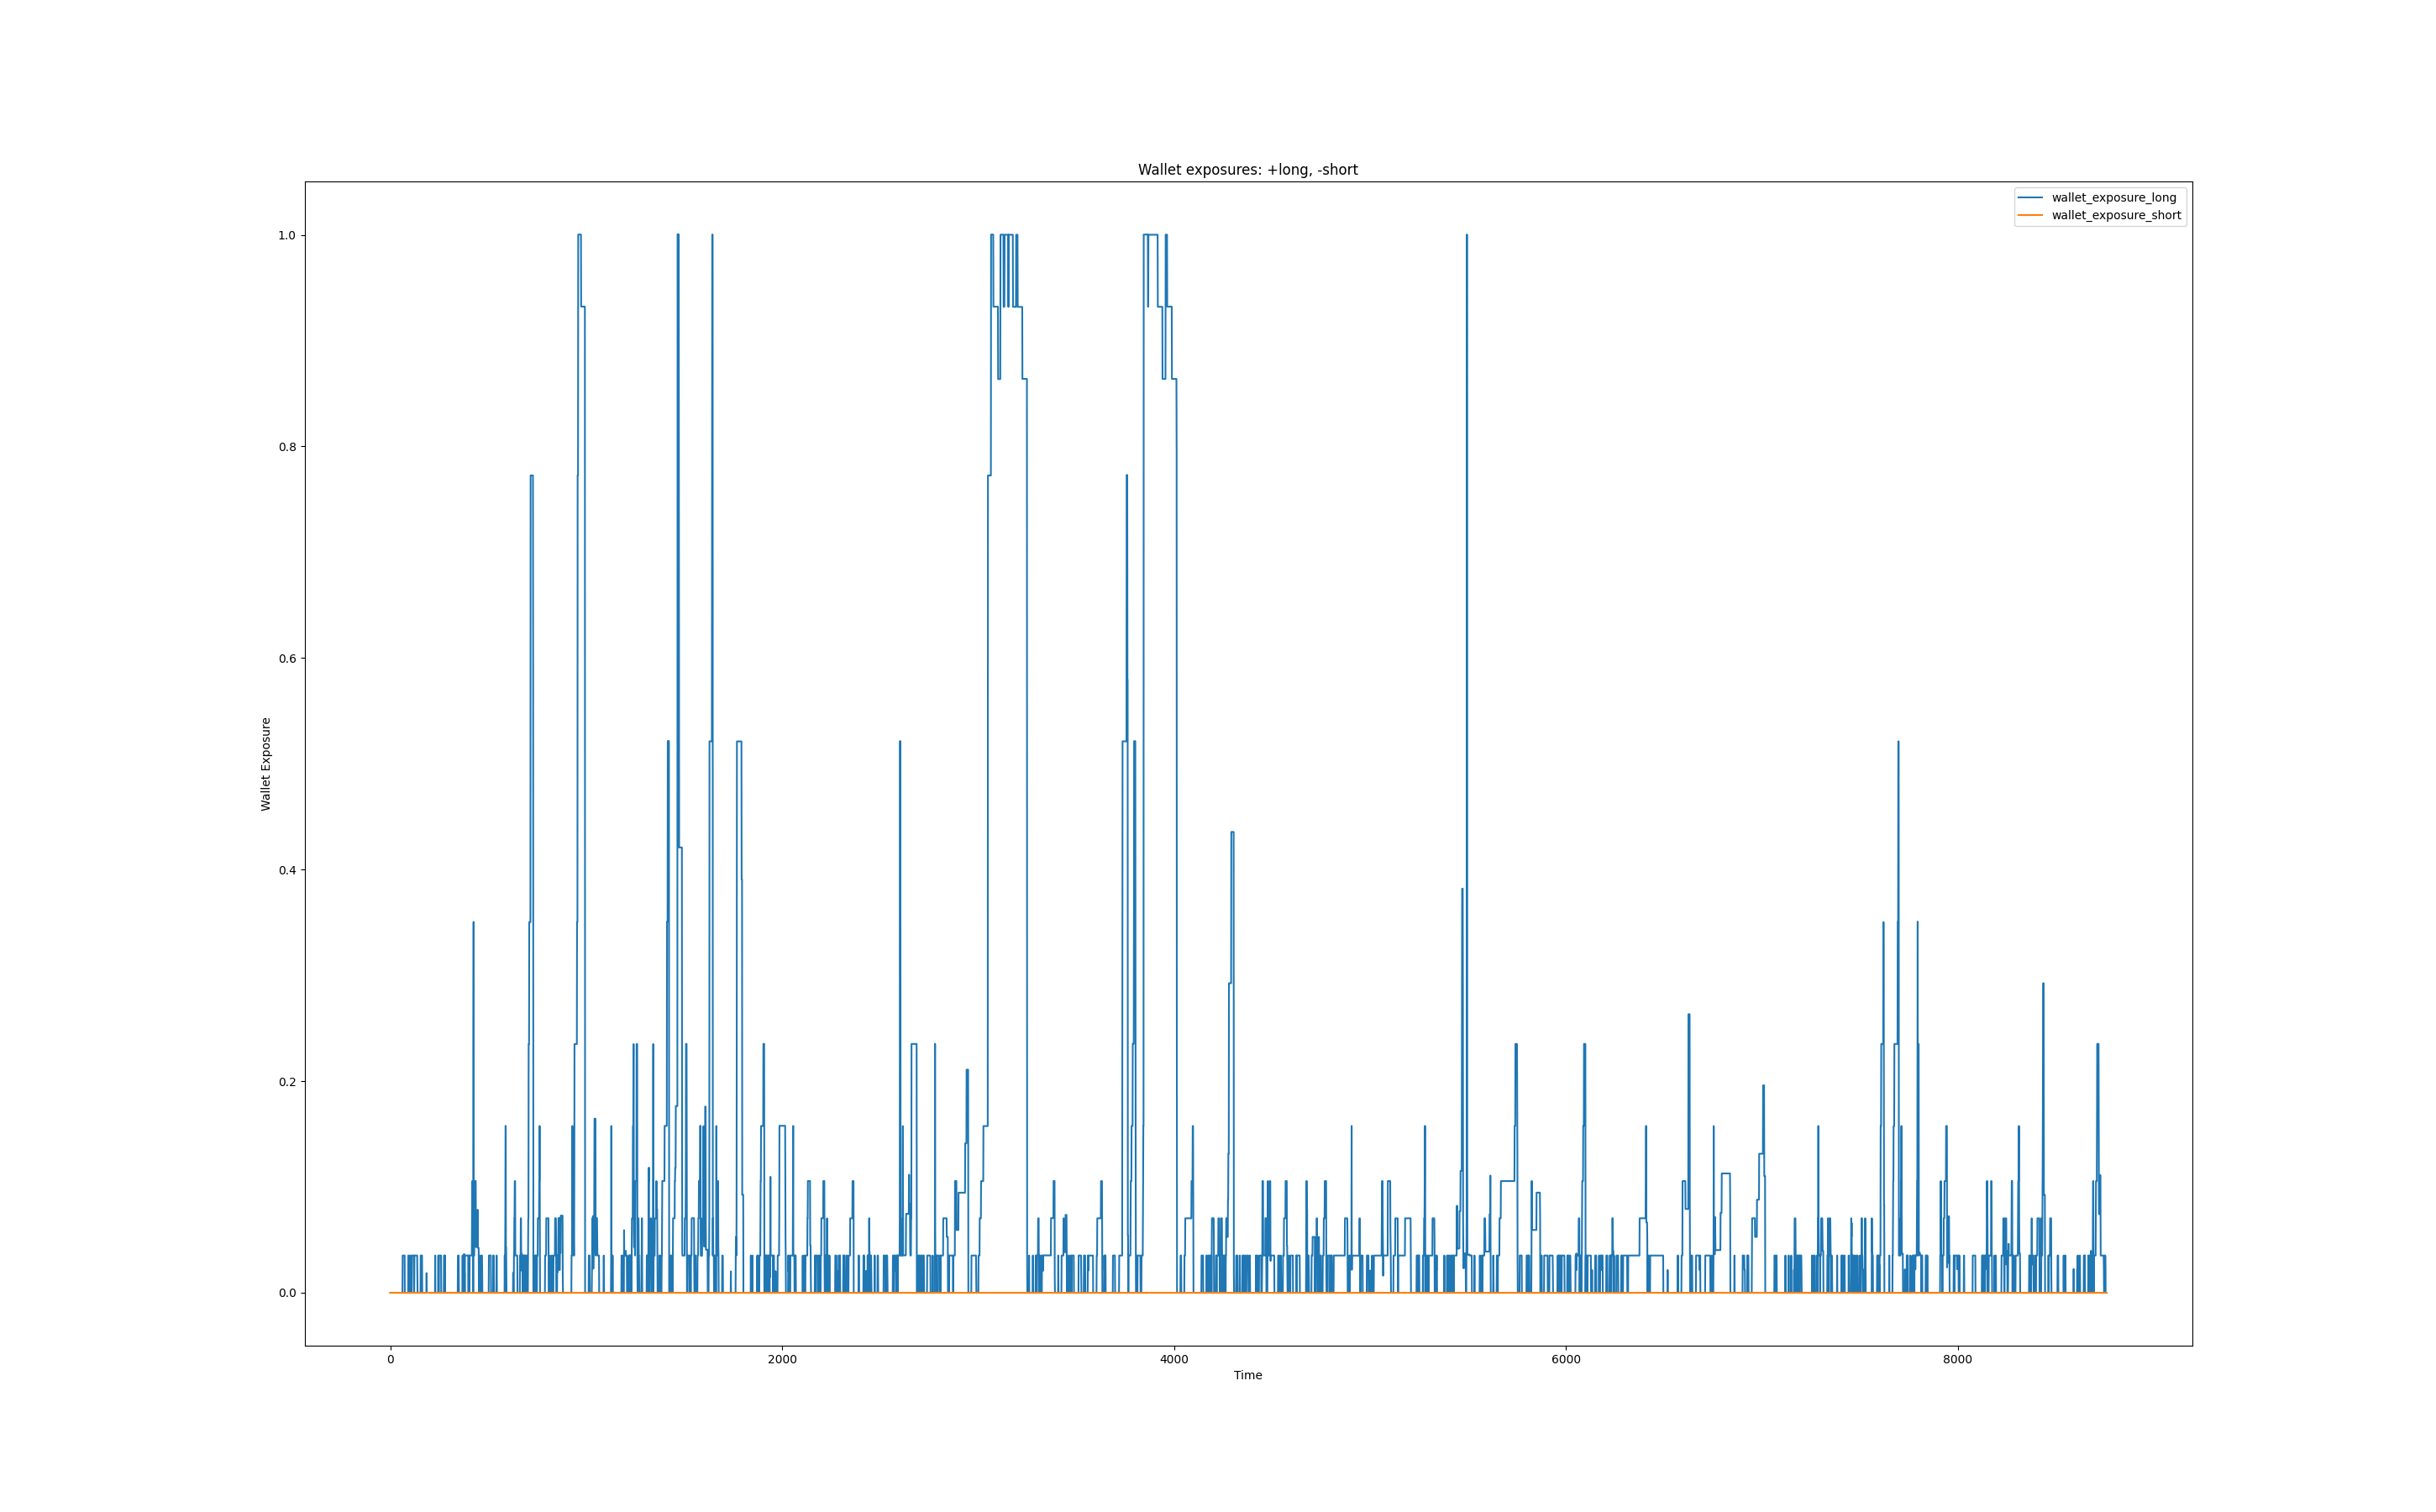 Wallet exposures: +long, -short
wallet_exposure_long
wallet_exposure_short
1.0
0.8
0.6
0.4
0.2
0.0
Wallet Exposure
0 2000 4000 6000 8000
Time